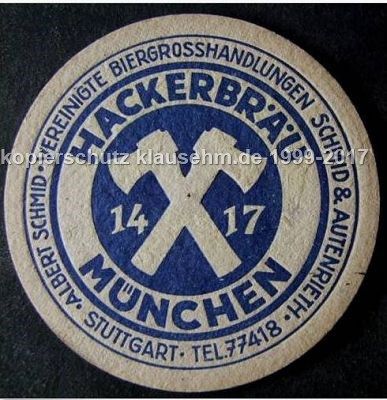 ·ALBERT SCHMID·VEREINIGTE BIERGROSSHANDLUNGEN SCHMID & AUTENRIETH·
HACKERBRÄU
kopierschutz klausehm.de 1999-2017
14 17
MÜNCHEN
STUTTGART· TEL.77418·